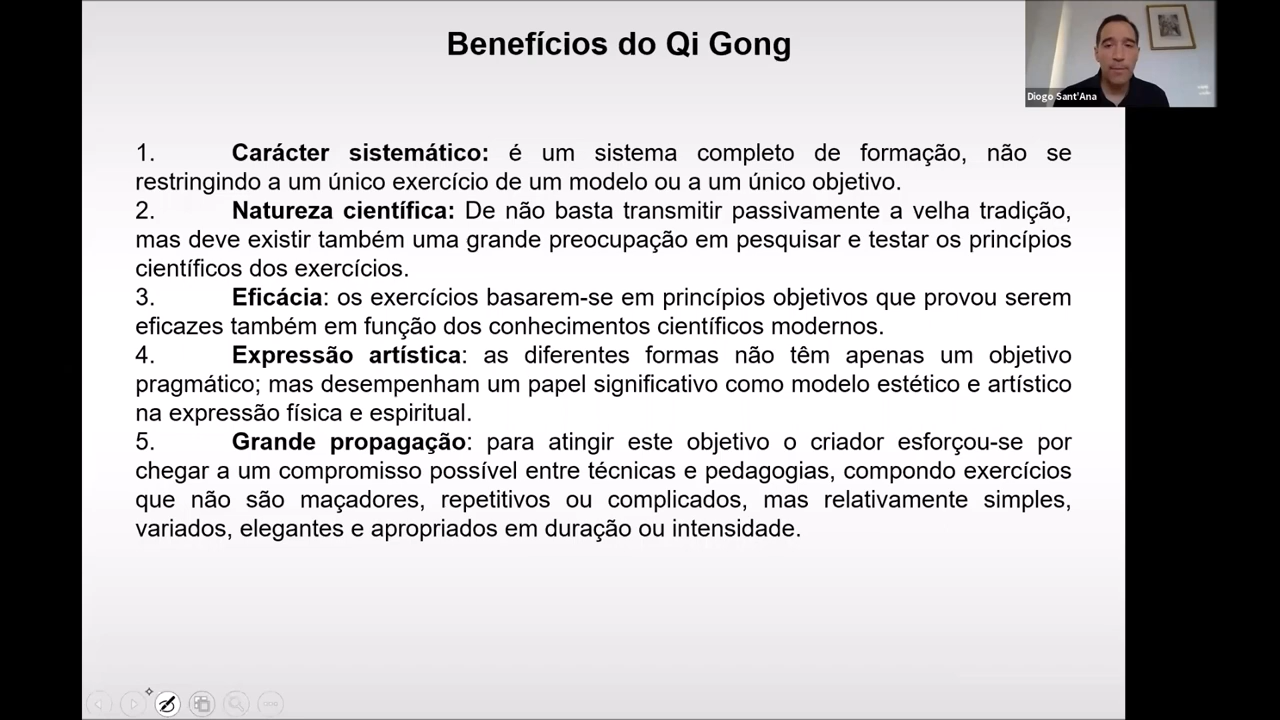 Benefícios do Qi Gong
Diogo Sant'Ana
1. Carácter sistemático: é um sistema completo de formação, não se
restringindo a um único exercício de um modelo ou a um único objetivo.
2. Natureza científica: De não basta transmitir passivamente a velha tradição,
mas deve existir também uma grande preocupação em pesquisar e testar os princípios
científicos dos exercícios.
3. Eficácia: os exercícios basarem-se em princípios objetivos que provou serem
eficazes também em função dos conhecimentos científicos modernos.
4. Expressão artística: as diferentes formas não têm apenas um objetivo
pragmático; mas desempenham um papel significativo como modelo estético e artístico
na expressão física e espiritual.
5. Grande propagação: para atingir este objetivo o criador esforçou-se por
chegar a um compromisso possível entre técnicas e pedagogias, compondo exercícios
que não são maçadores, repetitivos ou complicados, mas relativamente simples,
variados, elegantes e apropriados em duração ou intensidade.